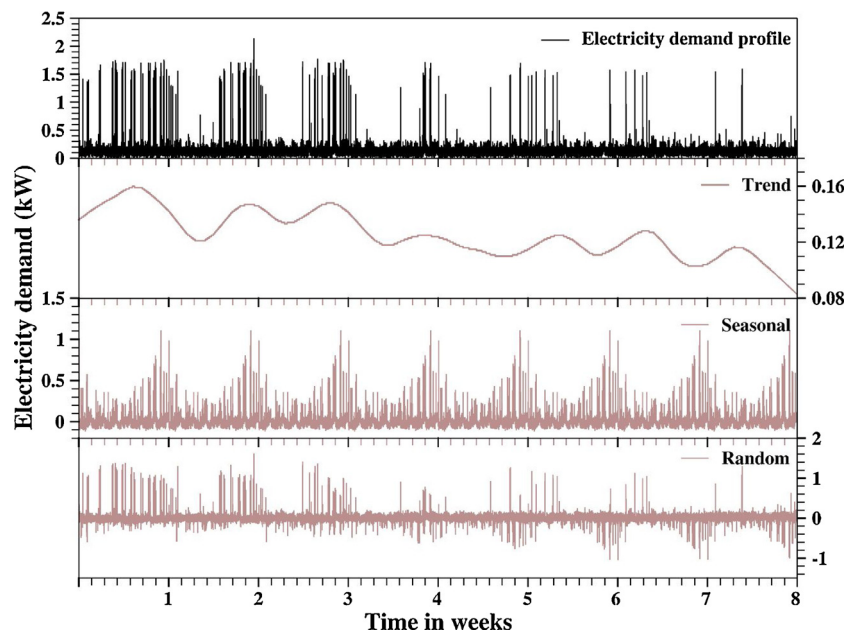 2.5
2
1.5
1
0.5
0
Electricity demand profile
Trend
0.16
0.12
0.08
1.5
1
0.5
0
Seasonal
Random
2
1
0
-1
Electricity demand (kW)
1 2 3 4 5 6 7 8
Time in weeks